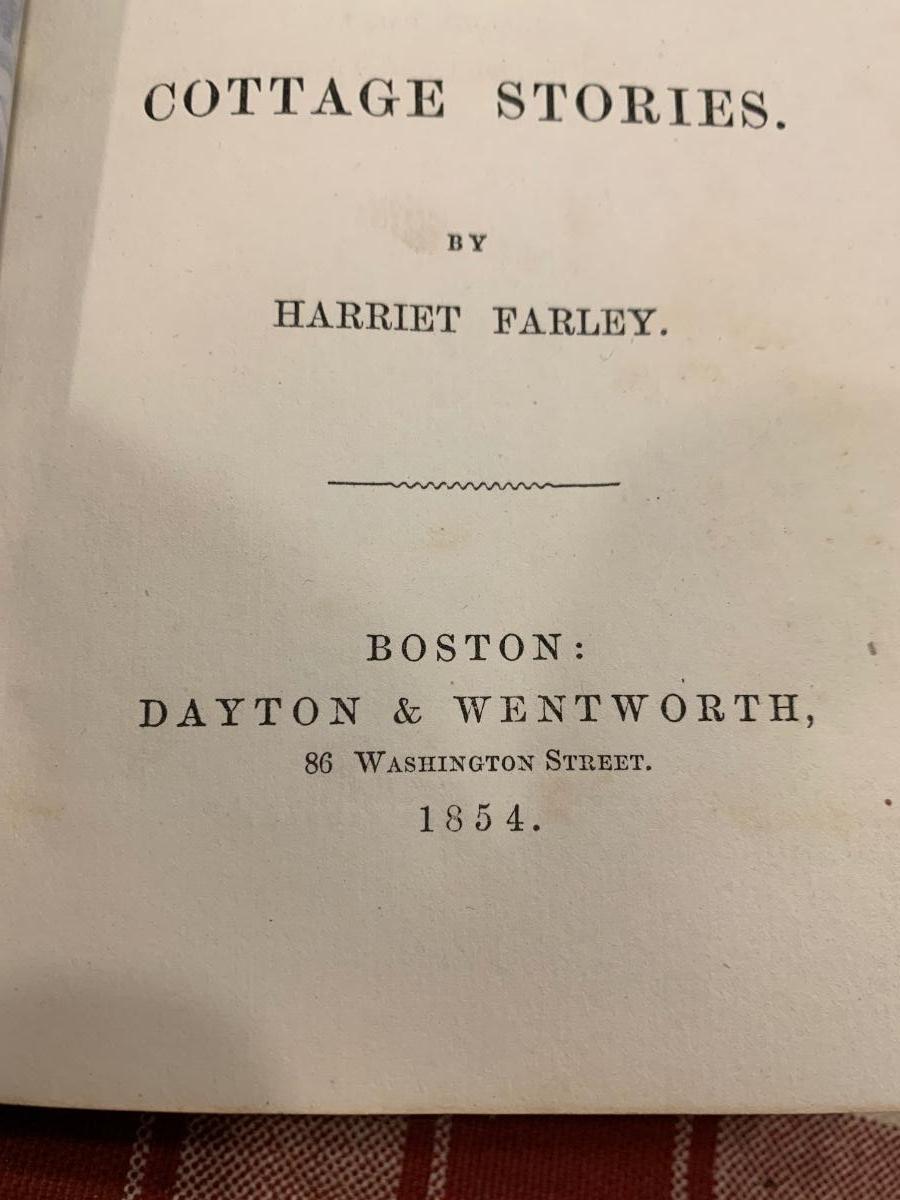 COTTAGE STORIES.
BY
HARRIET FARLEY.
BOSTON:
DAYTON & WENTWORTH,
86 WASHINGTON STREET.
1854.